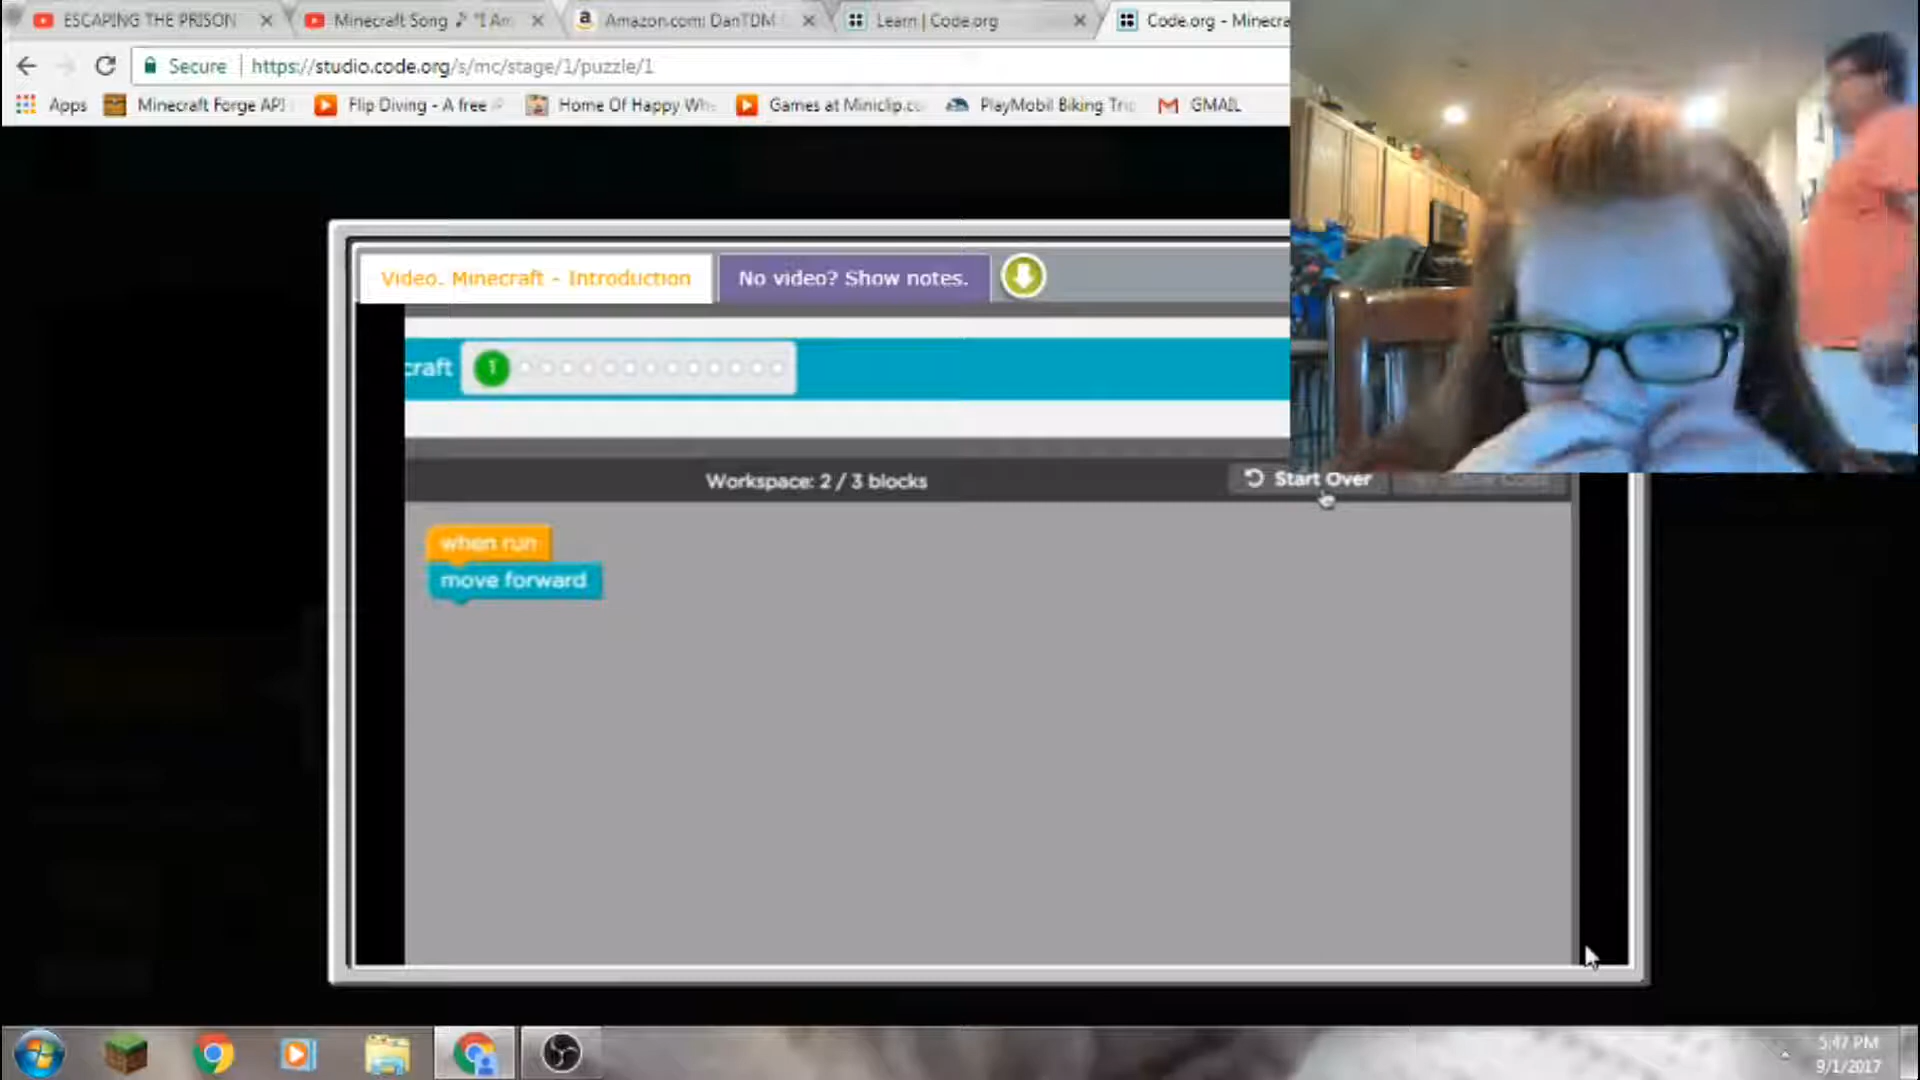 ESCAPING THE PRISON
Minecraft Song ♪ "I Am
Amazon.com: DanTDM
Learn | Code.org
Code.org - Minecra
Secure
https://studio.code.org/s/mc/stage/1/puzzle/1
Apps
Minecraft Forge API
Flip Diving - A free
Home Of Happy Wh
Games at Miniclip.co
PlayMobil Biking Tric
GMAIL
Video. Minecraft - Introduction
No video? Show notes.
craft
1
Workspace: 2 / 3 blocks
Start Over
when run
move forward
5:47 PM
9/1/2017